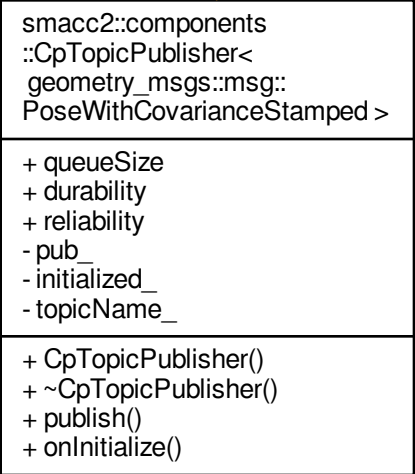 smacc2::components
::CpTopicPublisher<
geometry_msgs::msg::
PoseWithCovarianceStamped >
+ queueSize
+ durability
+ reliability
- pub_
- initialized_
- topicName_
+ CpTopicPublisher()
+ ~CpTopicPublisher()
+ publish()
+ onInitialize()